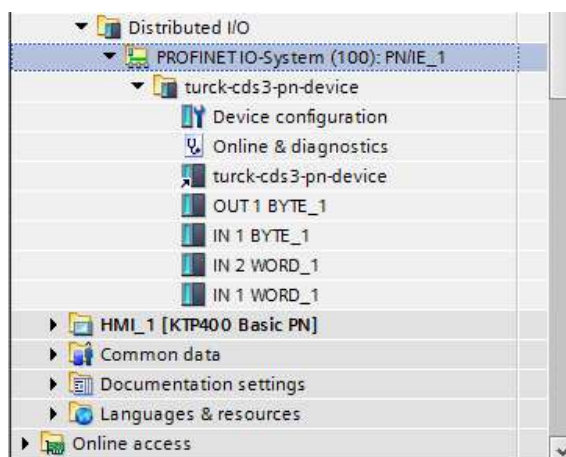 Distributed I/O
PROFINET IO-System (100): PN/IE_1
turck-cds3-pn-device
Device configuration
Online & diagnostics
turck-cds3-pn-device
OUT 1 BYTE_1
IN 1 BYTE_1
IN 2 WORD_1
IN 1 WORD_1
HMI_1 [KTP400 Basic PN]
Common data
Documentation settings
Languages & resources
Online access